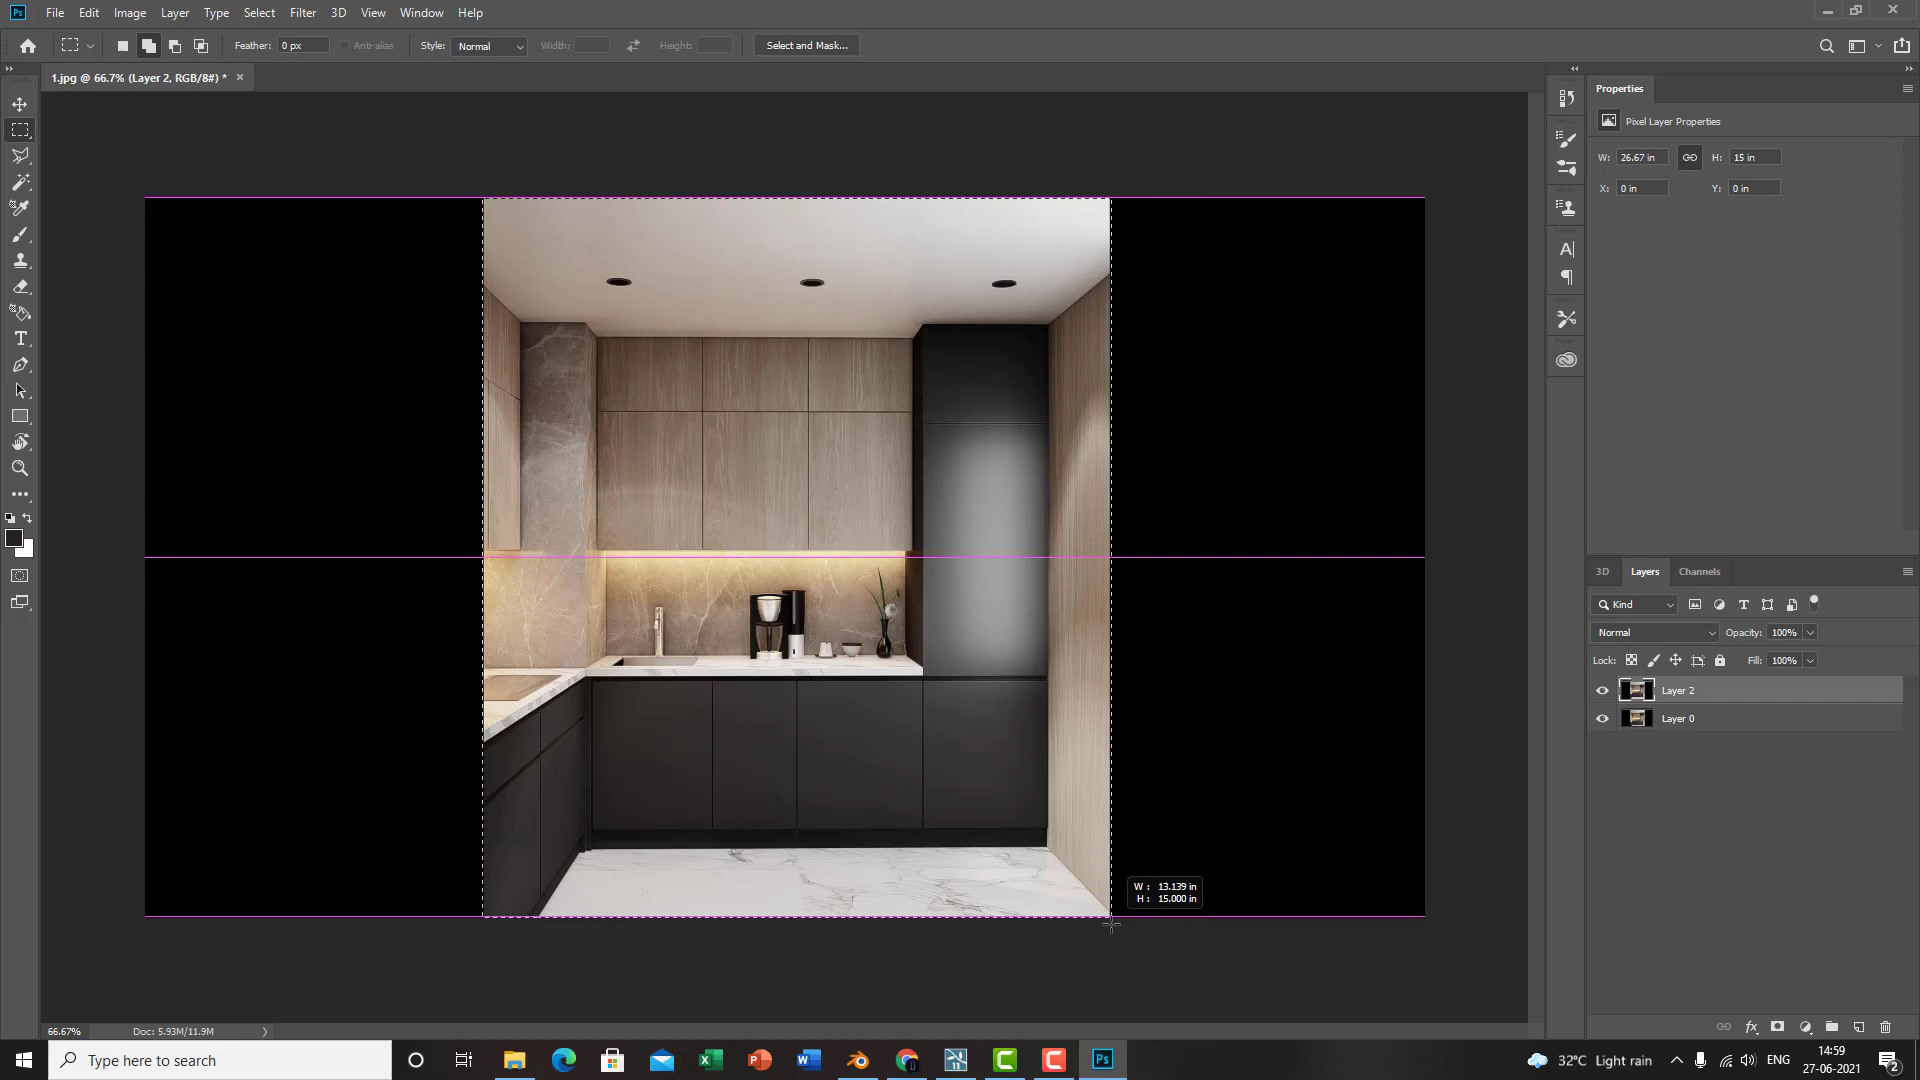 Ps File Edit Image Layer Type Select Filter 3D View Window Help
Feather: 0 px Anti-alias Style: Normal Width: Height: Select and Mask...
1.jpg @ 66.7% (Layer 2, RGB/8#) * ×
Properties
Pixel Layer Properties
W: 26.67 in H: 15 in
X: 0 in Y: 0 in
3D Layers Channels
Kind
Normal Opacity: 100%
Lock: Fill: 100%
Layer 2
Layer 0
W : 13.139 in
H : 15.000 in
66.67% Doc: 5.93M/11.9M
Type here to search
32°C Light rain ENG 14:59
27-06-2021
2